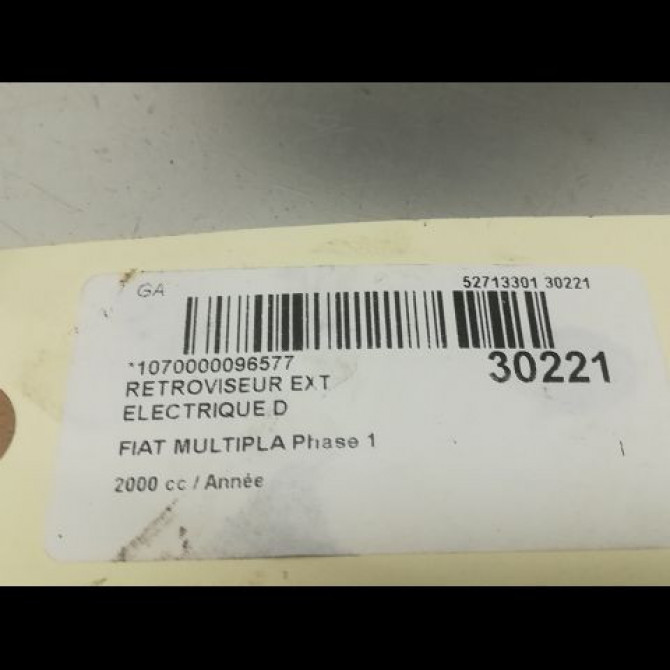 GA
52713301 30221
*1070000096577
30221
RETROVISEUR EXT
ELECTRIQUE D
FIAT MULTIPLA Phase 1
2000 cc / Année